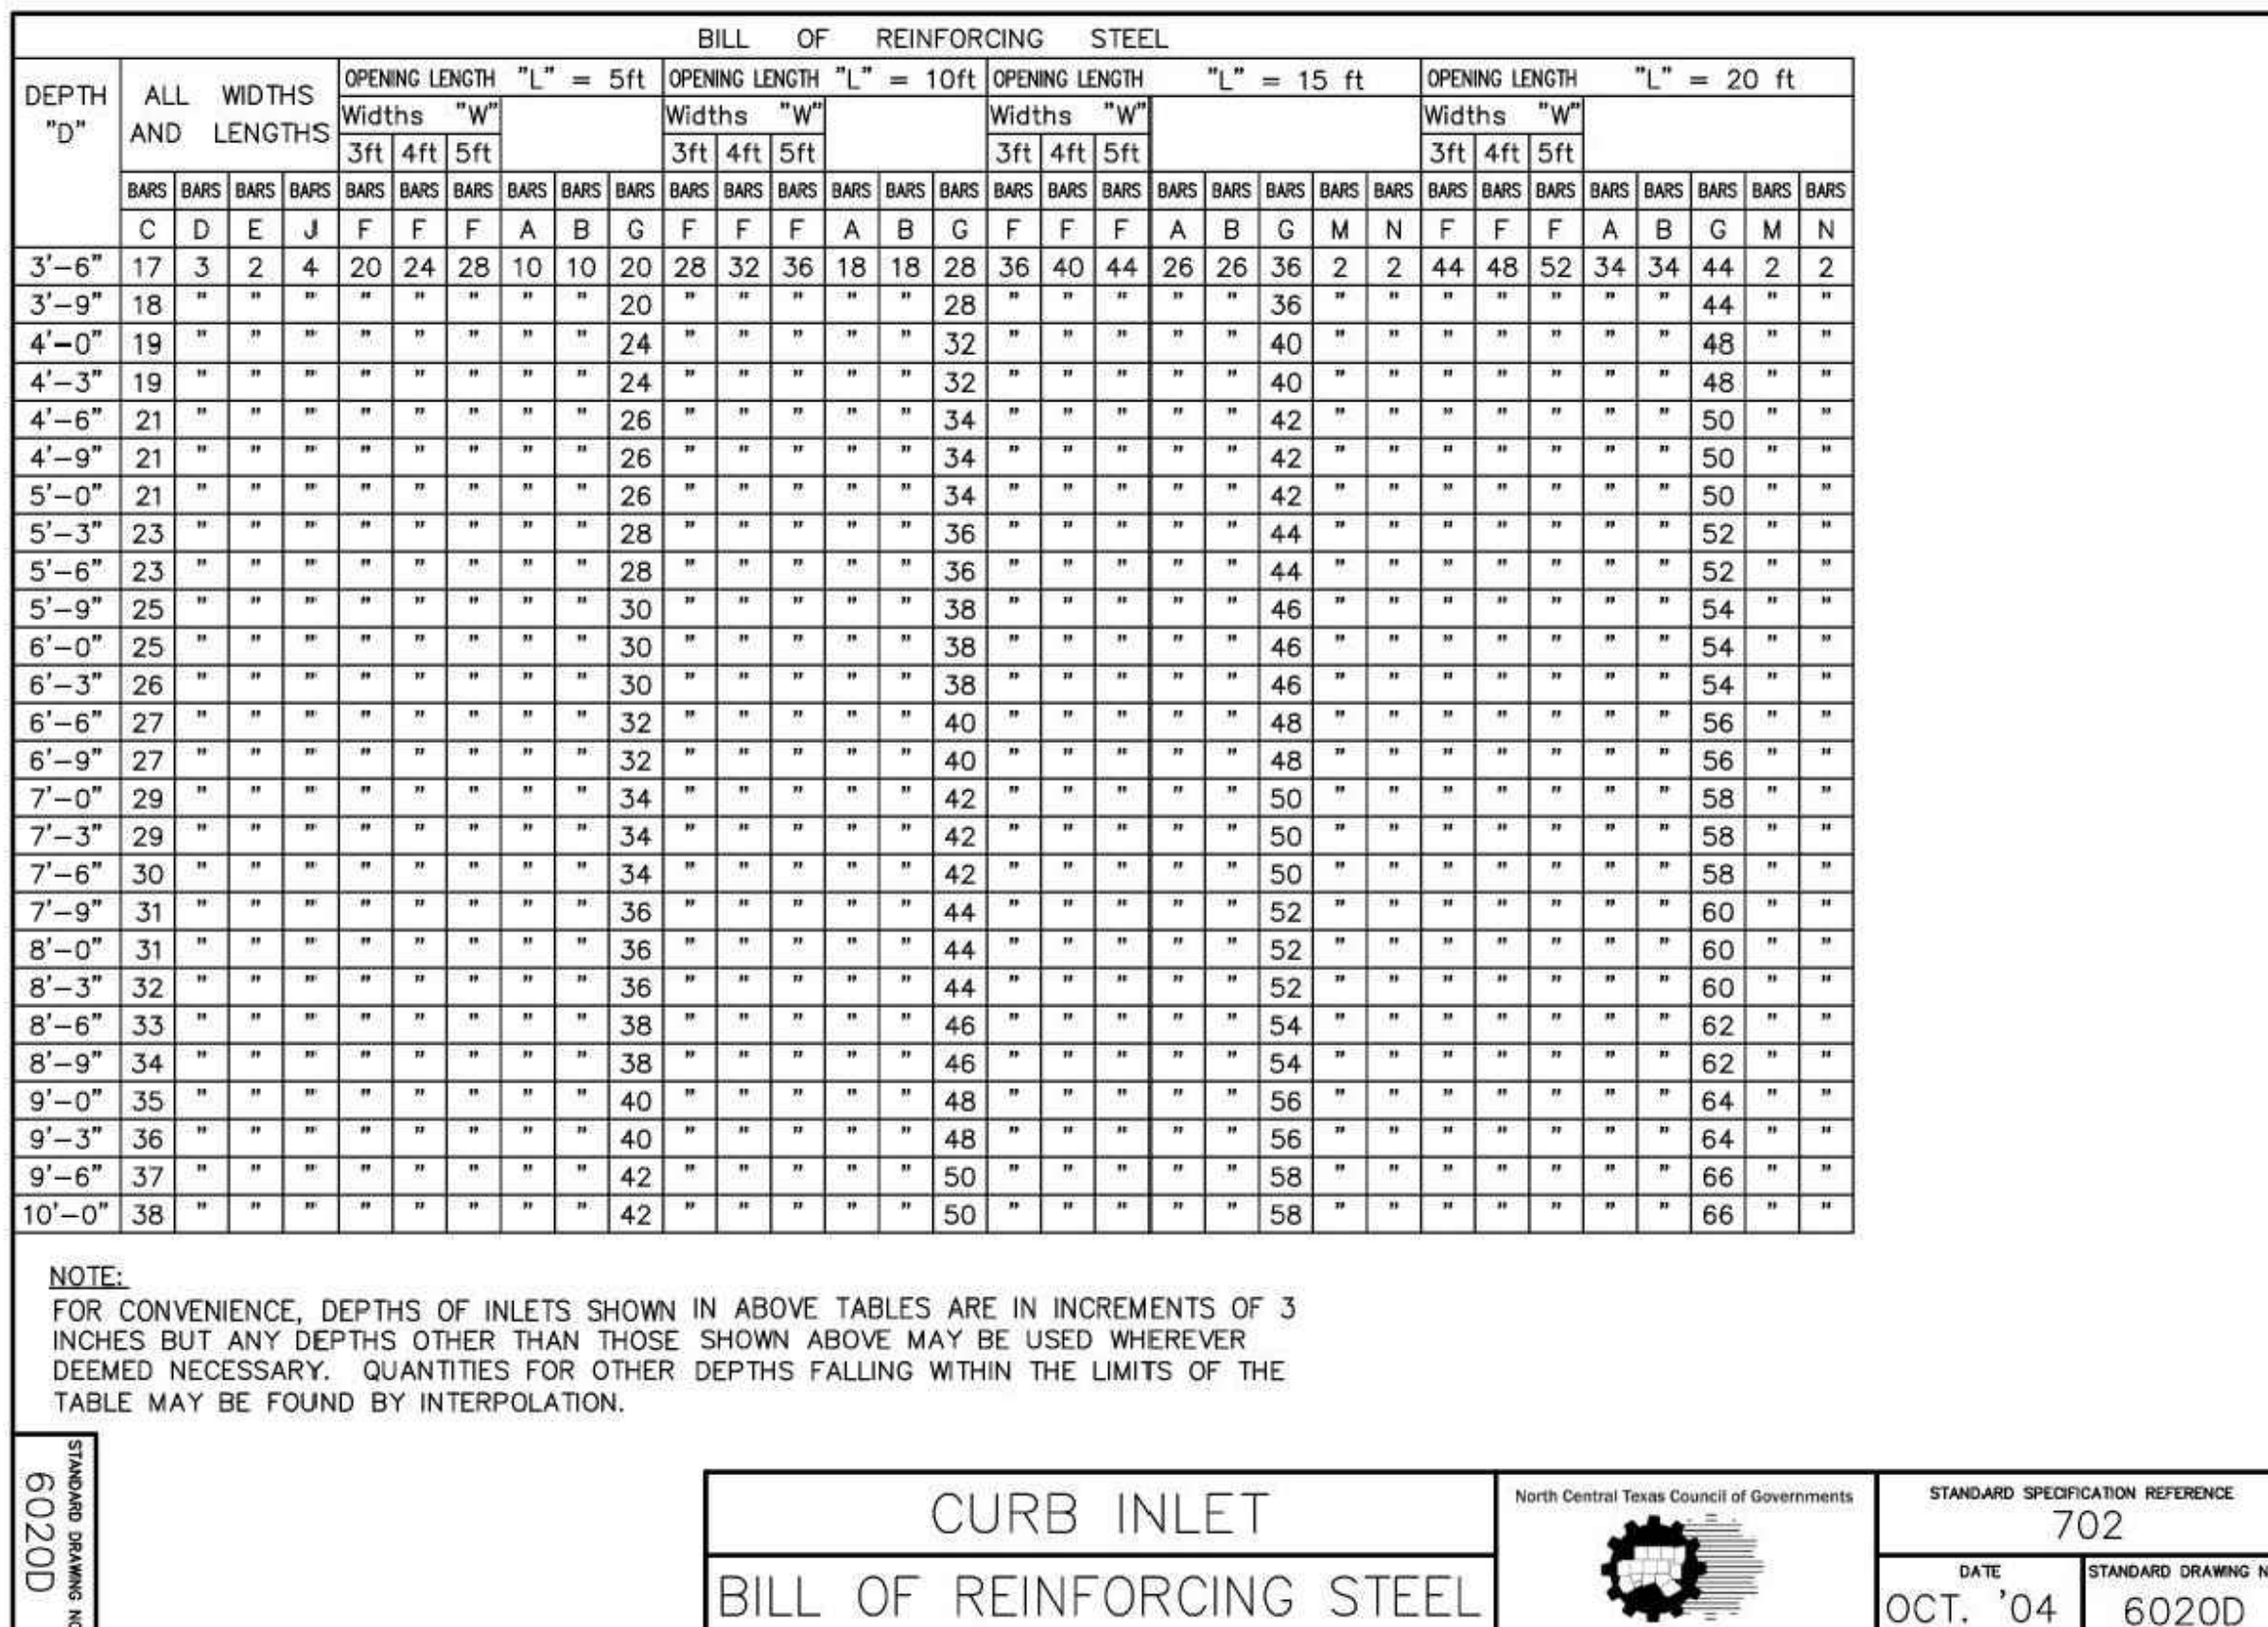 BILL OF REINFORCING STEEL
DEPTH "D" ALL WIDTHS AND LENGTHS OPENING LENGTH "L" = 5ft OPENING LENGTH "L" = 10ft OPENING LENGTH "L" = 15 ft OPENING LENGTH "L" = 20 ft
Widths "W" Widths "W" Widths "W" Widths "W"
3ft 4ft 5ft 3ft 4ft 5ft 3ft 4ft 5ft 3ft 4ft 5ft
BARS BARS BARS BARS BARS BARS BARS BARS BARS BARS BARS BARS BARS BARS BARS BARS BARS BARS BARS BARS BARS BARS BARS BARS BARS BARS BARS BARS BARS BARS BARS BARS
C D E J F F F A B G F F F A B G F F F A B G M N F F F A B G M N
3'-6" 17 3 2 4 20 24 28 10 10 20 28 32 36 18 18 28 36 40 44 26 26 36 2 2 44 48 52 34 34 44 2 2
3'-9" 18 " " " " " " " " 20 " " " " " 28 " " " " " 36 " " " " " " " 44 " "
4'-0" 19 " " " " " " " " 24 " " " " " 32 " " " " " 40 " " " " " " " 48 " "
4'-3" 19 " " " " " " " " 24 " " " " " 32 " " " " " 40 " " " " " " " 48 " "
4'-6" 21 " " " " " " " " 26 " " " " " 34 " " " " " 42 " " " " " " " 50 " "
4'-9" 21 " " " " " " " " 26 " " " " " 34 " " " " " 42 " " " " " " " 50 " "
5'-0" 21 " " " " " " " " 26 " " " " " 34 " " " " " 42 " " " " " " " 50 " "
5'-3" 23 " " " " " " " " 28 " " " " " 36 " " " " " 44 " " " " " " " 52 " "
5'-6" 23 " " " " " " " " 28 " " " " " 36 " " " " " 44 " " " " " " " 52 " "
5'-9" 25 " " " " " " " " 30 " " " " " 38 " " " " " 46 " " " " " " " 54 " "
6'-0" 25 " " " " " " " " 30 " " " " " 38 " " " " " 46 " " " " " " " 54 " "
6'-3" 26 " " " " " " " " 30 " " " " " 38 " " " " " 46 " " " " " " " 54 " "
6'-6" 27 " " " " " " " " 32 " " " " " 40 " " " " " 48 " " " " " " " 56 " "
6'-9" 27 " " " " " " " " 32 " " " " " 40 " " " " " 48 " " " " " " " 56 " "
7'-0" 29 " " " " " " " " 34 " " " " " 42 " " " " " 50 " " " " " " " 58 " "
7'-3" 29 " " " " " " " " 34 " " " " " 42 " " " " " 50 " " " " " " " 58 " "
7'-6" 30 " " " " " " " " 34 " " " " " 42 " " " " " 50 " " " " " " " 58 " "
7'-9" 31 " " " " " " " " 36 " " " " " 44 " " " " " 52 " " " " " " " 60 " "
8'-0" 31 " " " " " " " " 36 " " " " " 44 " " " " " 52 " " " " " " " 60 " "
8'-3" 32 " " " " " " " " 36 " " " " " 44 " " " " " 52 " " " " " " " 60 " "
8'-6" 33 " " " " " " " " 38 " " " " " 46 " " " " " 54 " " " " " " " 62 " "
8'-9" 34 " " " " " " " " 38 " " " " " 46 " " " " " 54 " " " " " " " 62 " "
9'-0" 35 " " " " " " " " 40 " " " " " 48 " " " " " 56 " " " " " " " 64 " "
9'-3" 36 " " " " " " " " 40 " " " " " 48 " " " " " 56 " " " " " " " 64 " "
9'-6" 37 " " " " " " " " 42 " " " " " 50 " " " " " 58 " " " " " " " 66 " "
10'-0" 38 " " " " " " " " 42 " " " " " 50 " " " " " 58 " " " " " " " 66 " "
NOTE:
FOR CONVENIENCE, DEPTHS OF INLETS SHOWN IN ABOVE TABLES ARE IN INCREMENTS OF 3
INCHES BUT ANY DEPTHS OTHER THAN THOSE SHOWN ABOVE MAY BE USED WHEREVER
DEEMED NECESSARY. QUANTITIES FOR OTHER DEPTHS FALLING WITHIN THE LIMITS OF THE
TABLE MAY BE FOUND BY INTERPOLATION.
STANDARD DRAWING NO
6020D
CURB INLET
BILL OF REINFORCING STEEL
North Central Texas Council of Governments
STANDARD SPECIFICATION REFERENCE
702
DATE
OCT. '04
STANDARD DRAWING N
6020D